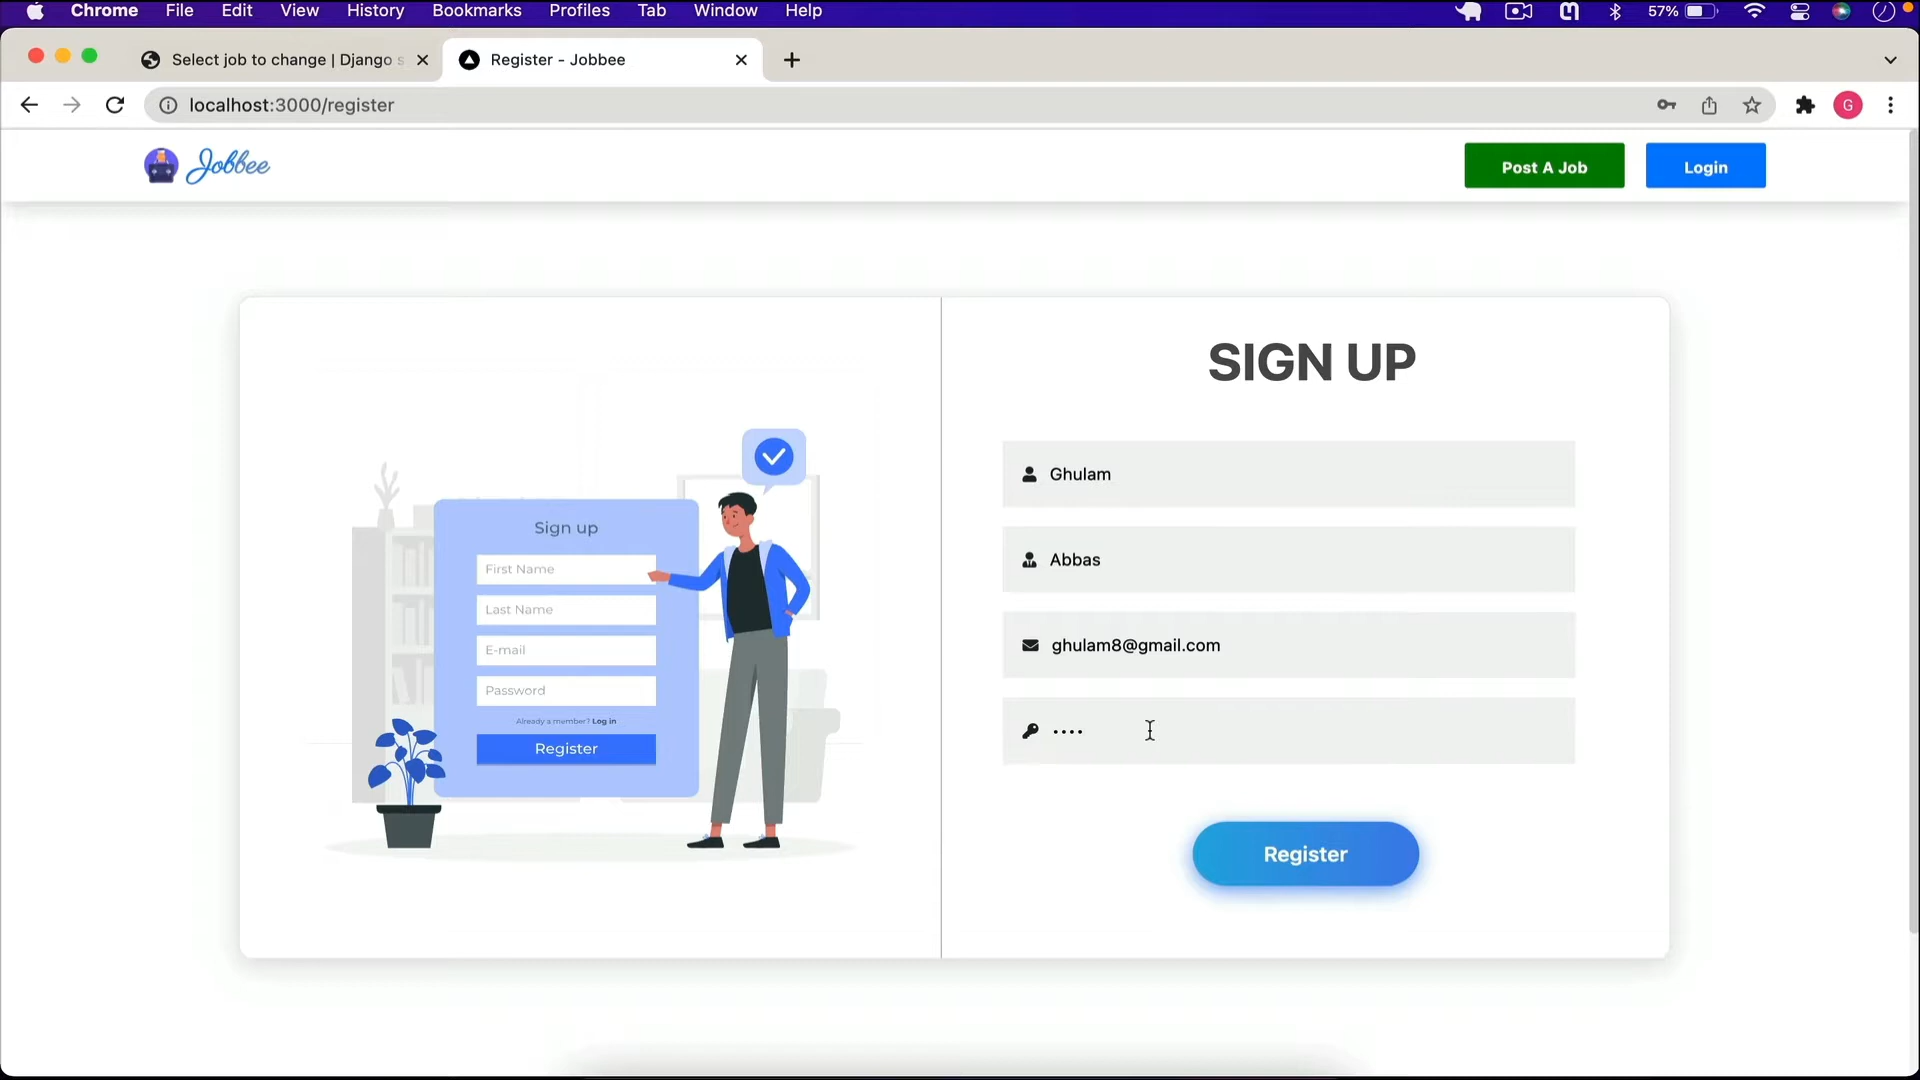 Chrome File Edit View History Bookmarks Profiles Tab Window Help 57%
Select job to change | Django s
Register - Jobbee
localhost:3000/register
G
Jobbee
Post A Job
Login
Sign up
First Name
Last Name
E-mail
Password
Already a member? Log in
Register
SIGN UP
Ghulam
Abbas
ghulam8@gmail.com
••••
Register